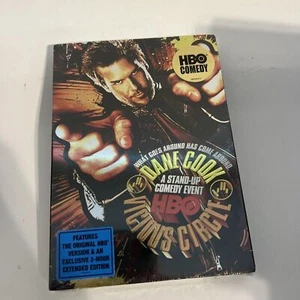 HBO
COMEDY
WHAT GOES AROUND HAS COME AROUND
DANE COOK
A STAND-UP
COMEDY EVENT
HBO
VICIOUS CIRCLE
FEATURES
THE ORIGINAL HBO®
VERSION & AN
EXCLUSIVE 2-HOUR
EXTENDED EDITION